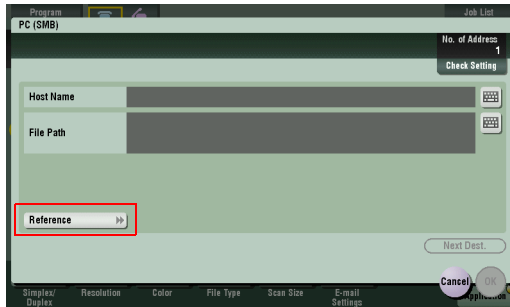 Program
Job List
PC (SMB)
No. of Address
1
Check Setting
Host Name
File Path
Reference
Next Dest.
Cancel
OK
Simplex/
Duplex
Resolution
Color
File Type
Scan Size
E-mail
Settings